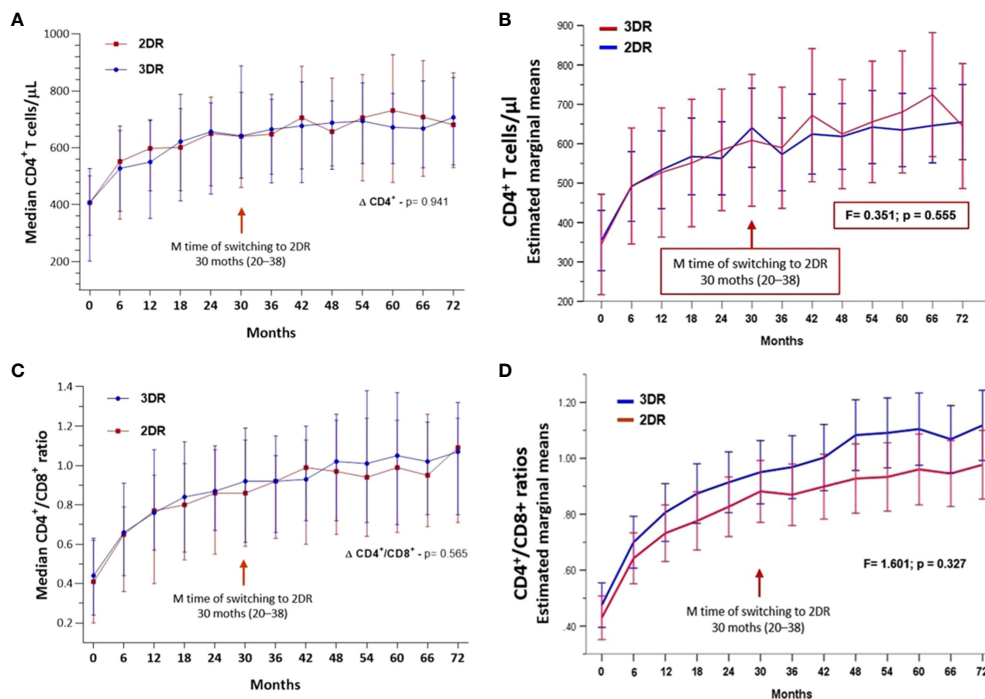 A
1000
800
600
400
200
Median CD4⁺ T cells/μL
2DR
3DR
Δ CD4⁺ - p= 0.941
M time of switching to 2DR
30 moths (20–38)
0 6 12 18 24 30 36 42 48 54 60 66 72
Months
B
900
800
700
600
500
400
300
200
CD4⁺ T cells/μl
Estimated marginal means
3DR
2DR
F= 0.351; p = 0.555
M time of switching to 2DR
30 moths (20–38)
0 6 12 18 24 30 36 42 48 54 60 66 72
Months
C
1.4
1.2
1.0
0.8
0.6
0.4
0.2
Median CD4⁺/CD8⁺ ratio
3DR
2DR
Δ CD4⁺/CD8⁺ - p= 0.565
M time of switching to 2DR
30 moths (20–38)
0 6 12 18 24 30 36 42 48 54 60 66 72
Months
D
1.40
1.20
1.00
.80
.60
.40
.20
CD4⁺/CD8+ ratios
Estimated marginal means
3DR
2DR
F= 1.601; p = 0.327
M time of switching to 2DR
30 moths (20–38)
0 6 12 18 24 30 36 42 48 54 60 66 72
Months